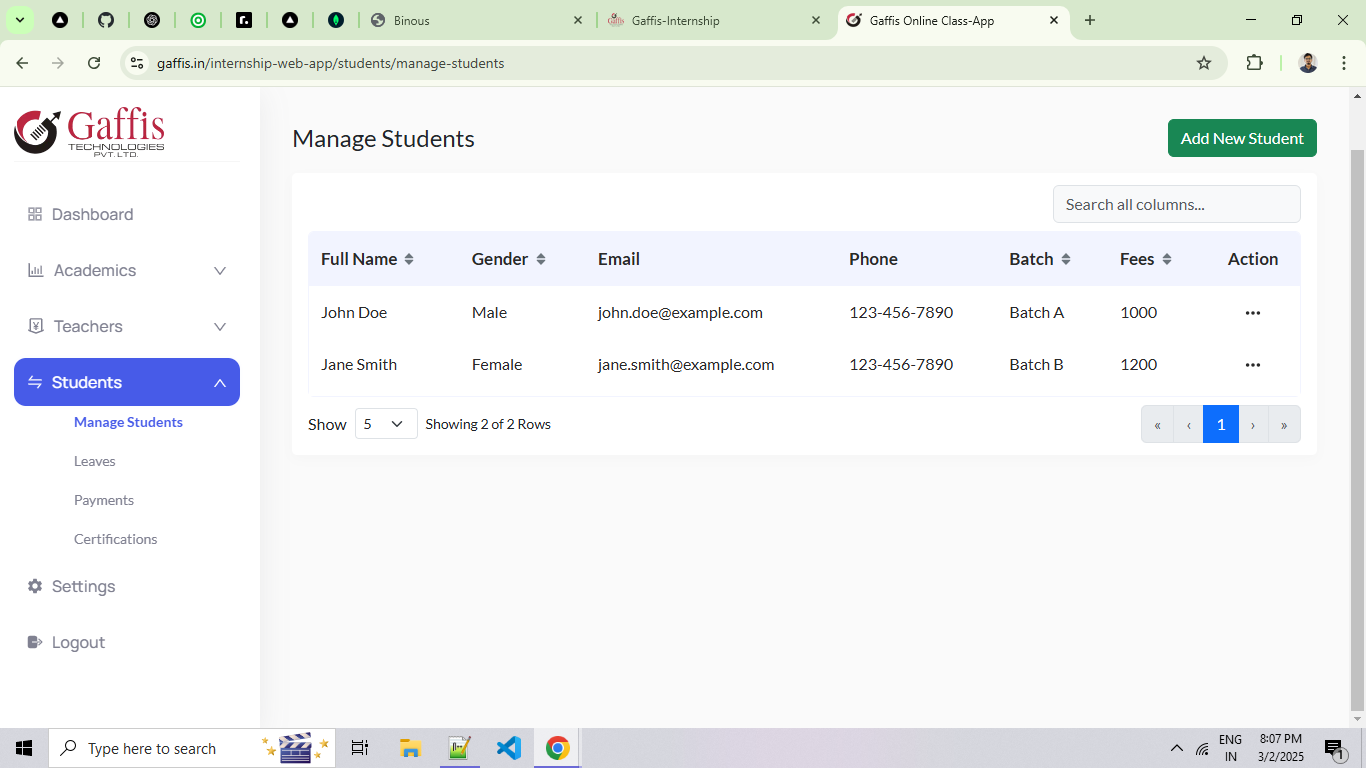 Binous
Gaffis-Internship
Gaffis Online Class-App
gaffis.in/internship-web-app/students/manage-students
Gaffis
TECHNOLOGIES
PVT. LTD.
Dashboard
Academics
Teachers
Students
Manage Students
Leaves
Payments
Certifications
Settings
Logout
Manage Students
Add New Student
Search all columns...
Full Name Gender Email Phone Batch Fees Action
John Doe Male john.doe@example.com 123-456-7890 Batch A 1000
Jane Smith Female jane.smith@example.com 123-456-7890 Batch B 1200
Show 5 Showing 2 of 2 Rows
« ‹ 1 › »
Type here to search
ENG
IN
8:07 PM
3/2/2025
1